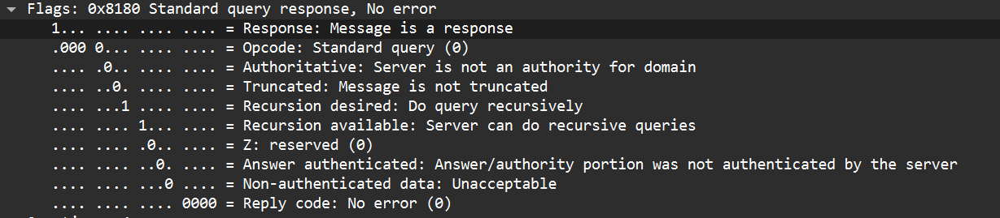 Flags: 0x8180 Standard query response, No error
1... .... .... .... = Response: Message is a response
.000 0... .... .... = Opcode: Standard query (0)
.... .0.. .... .... = Authoritative: Server is not an authority for domain
.... ..0. .... .... = Truncated: Message is not truncated
.... ...1 .... .... = Recursion desired: Do query recursively
.... .... 1... .... = Recursion available: Server can do recursive queries
.... .... .0.. .... = Z: reserved (0)
.... .... ..0. .... = Answer authenticated: Answer/authority portion was not authenticated by the server
.... .... ...0 .... = Non-authenticated data: Unacceptable
.... .... .... 0000 = Reply code: No error (0)